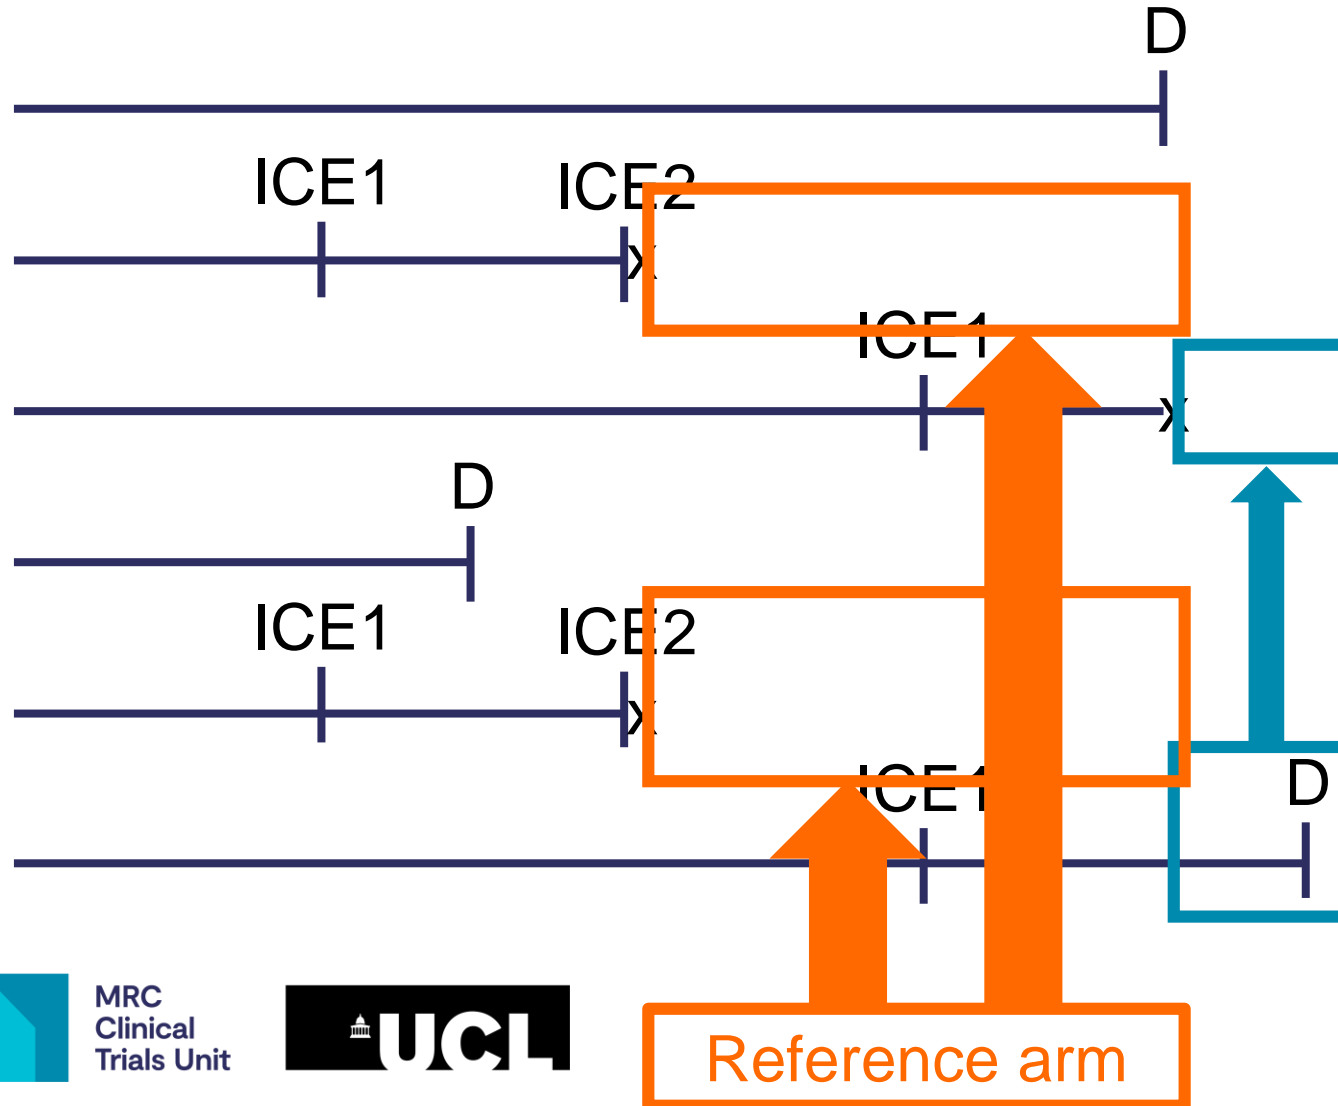 D
ICE1 ICE2
x
ICE1
x
D
ICE1 ICE2
x
ICE1 D
MRC
Clinical
Trials Unit
UCL
Reference arm